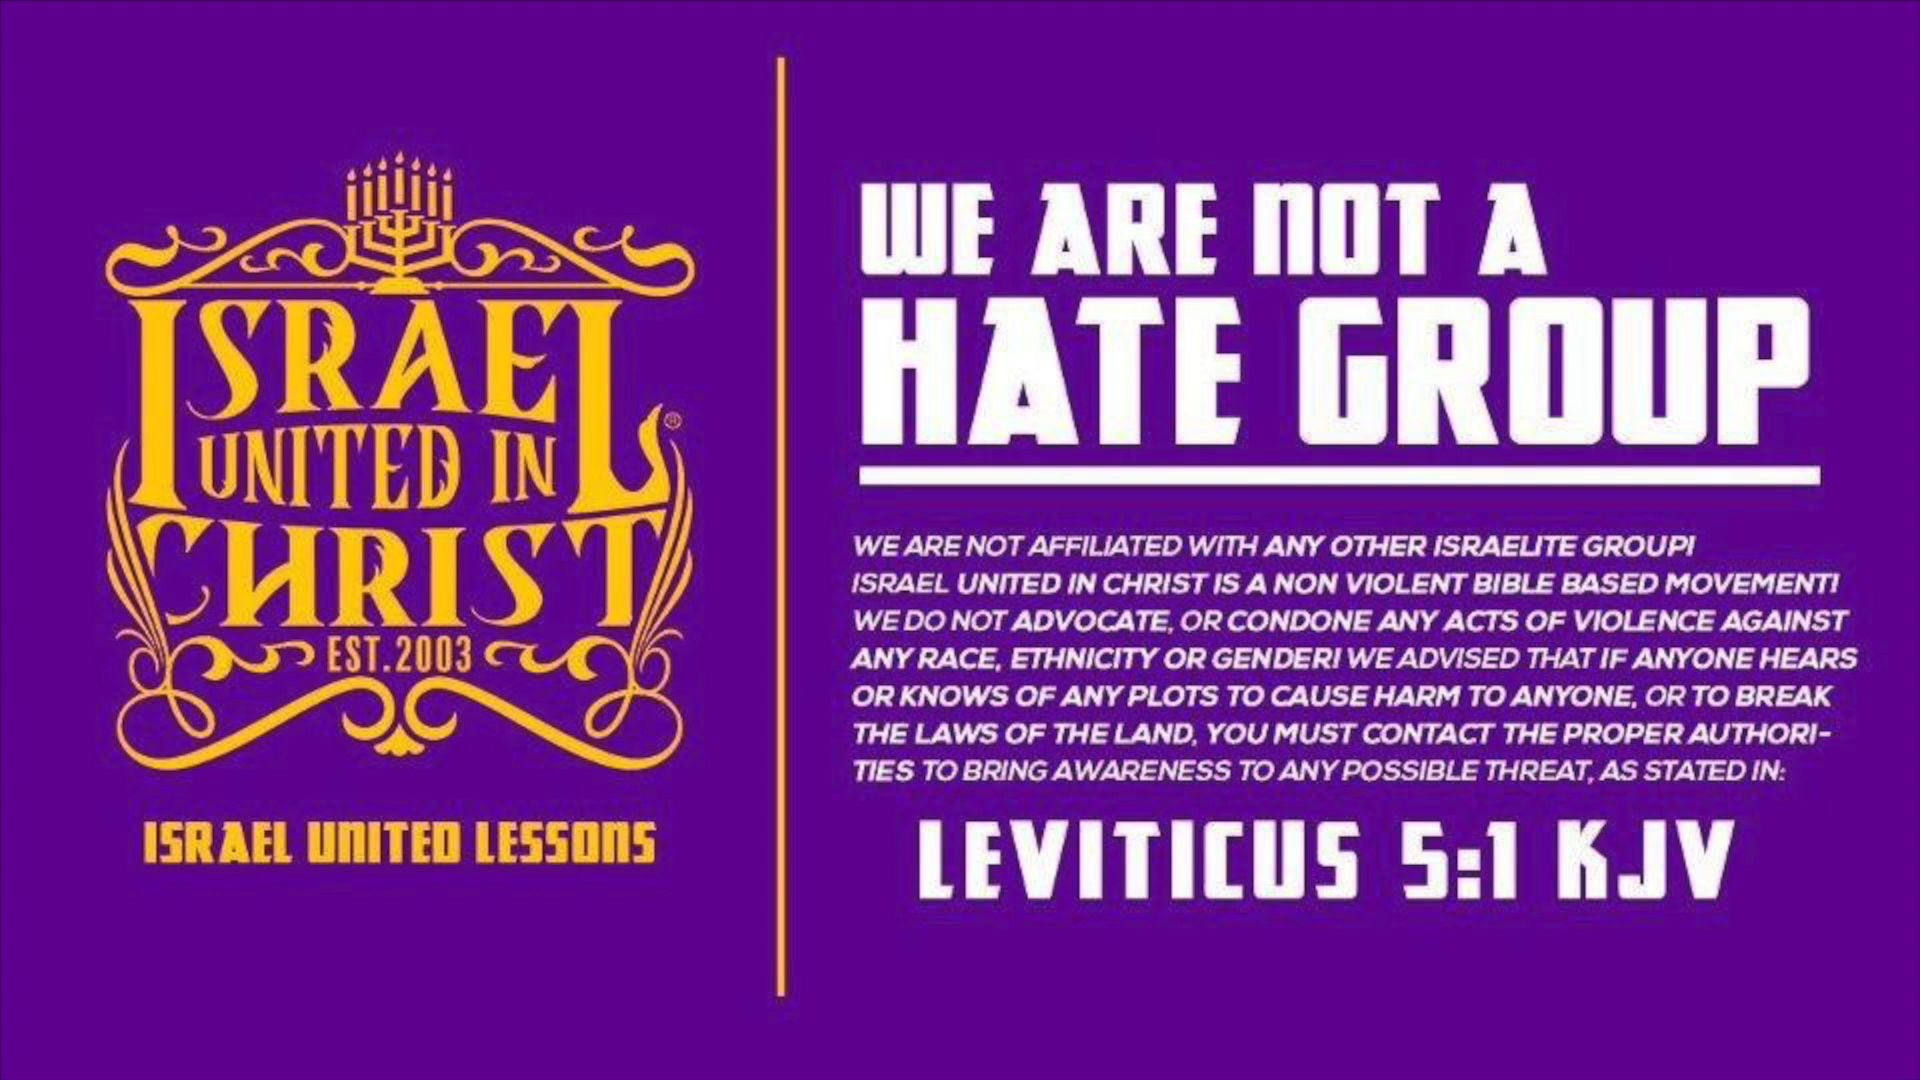 ISRAEL
UNITED IN
CHRIST
®
EST. 2003
ISRAEL UNITED LESSONS
WE ARE NOT A
HATE GROUP
WE ARE NOT AFFILIATED WITH ANY OTHER ISRAELITE GROUP!
ISRAEL UNITED IN CHRIST IS A NON VIOLENT BIBLE BASED MOVEMENT!
WE DO NOT ADVOCATE, OR CONDONE ANY ACTS OF VIOLENCE AGAINST
ANY RACE, ETHNICITY OR GENDER! WE ADVISED THAT IF ANYONE HEARS
OR KNOWS OF ANY PLOTS TO CAUSE HARM TO ANYONE, OR TO BREAK
THE LAWS OF THE LAND, YOU MUST CONTACT THE PROPER AUTHORI-
TIES TO BRING AWARENESS TO ANY POSSIBLE THREAT, AS STATED IN:
LEVITICUS 5:1 KJV